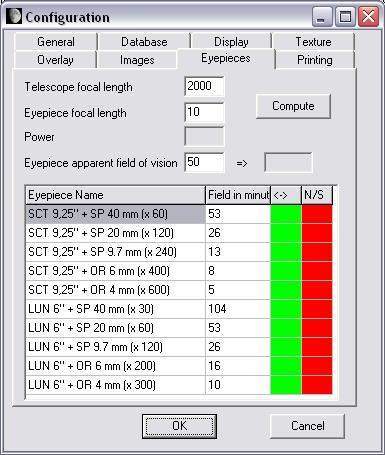 Configuration
General Database Display Texture
Overlay Images Eyepieces Printing
Telescope focal length 2000
Eyepiece focal length 10 Compute
Power
Eyepiece apparent field of vision 50 =>
Eyepiece Name Field in minut <-> N/S
SCT 9,25'' + SP 40 mm (x 60) 53
SCT 9,25'' + SP 20 mm (x 120) 26
SCT 9,25'' + SP 9.7 mm (x 240) 13
SCT 9,25'' + OR 6 mm (x 400) 8
SCT 9,25'' + OR 4 mm (x 600) 5
LUN 6'' + SP 40 mm (x 30) 104
LUN 6'' + SP 20 mm (x 60) 53
LUN 6'' + SP 9.7 mm (x 120) 26
LUN 6'' + OR 6 mm (x 200) 16
LUN 6'' + OR 4 mm (x 300) 10
OK Cancel